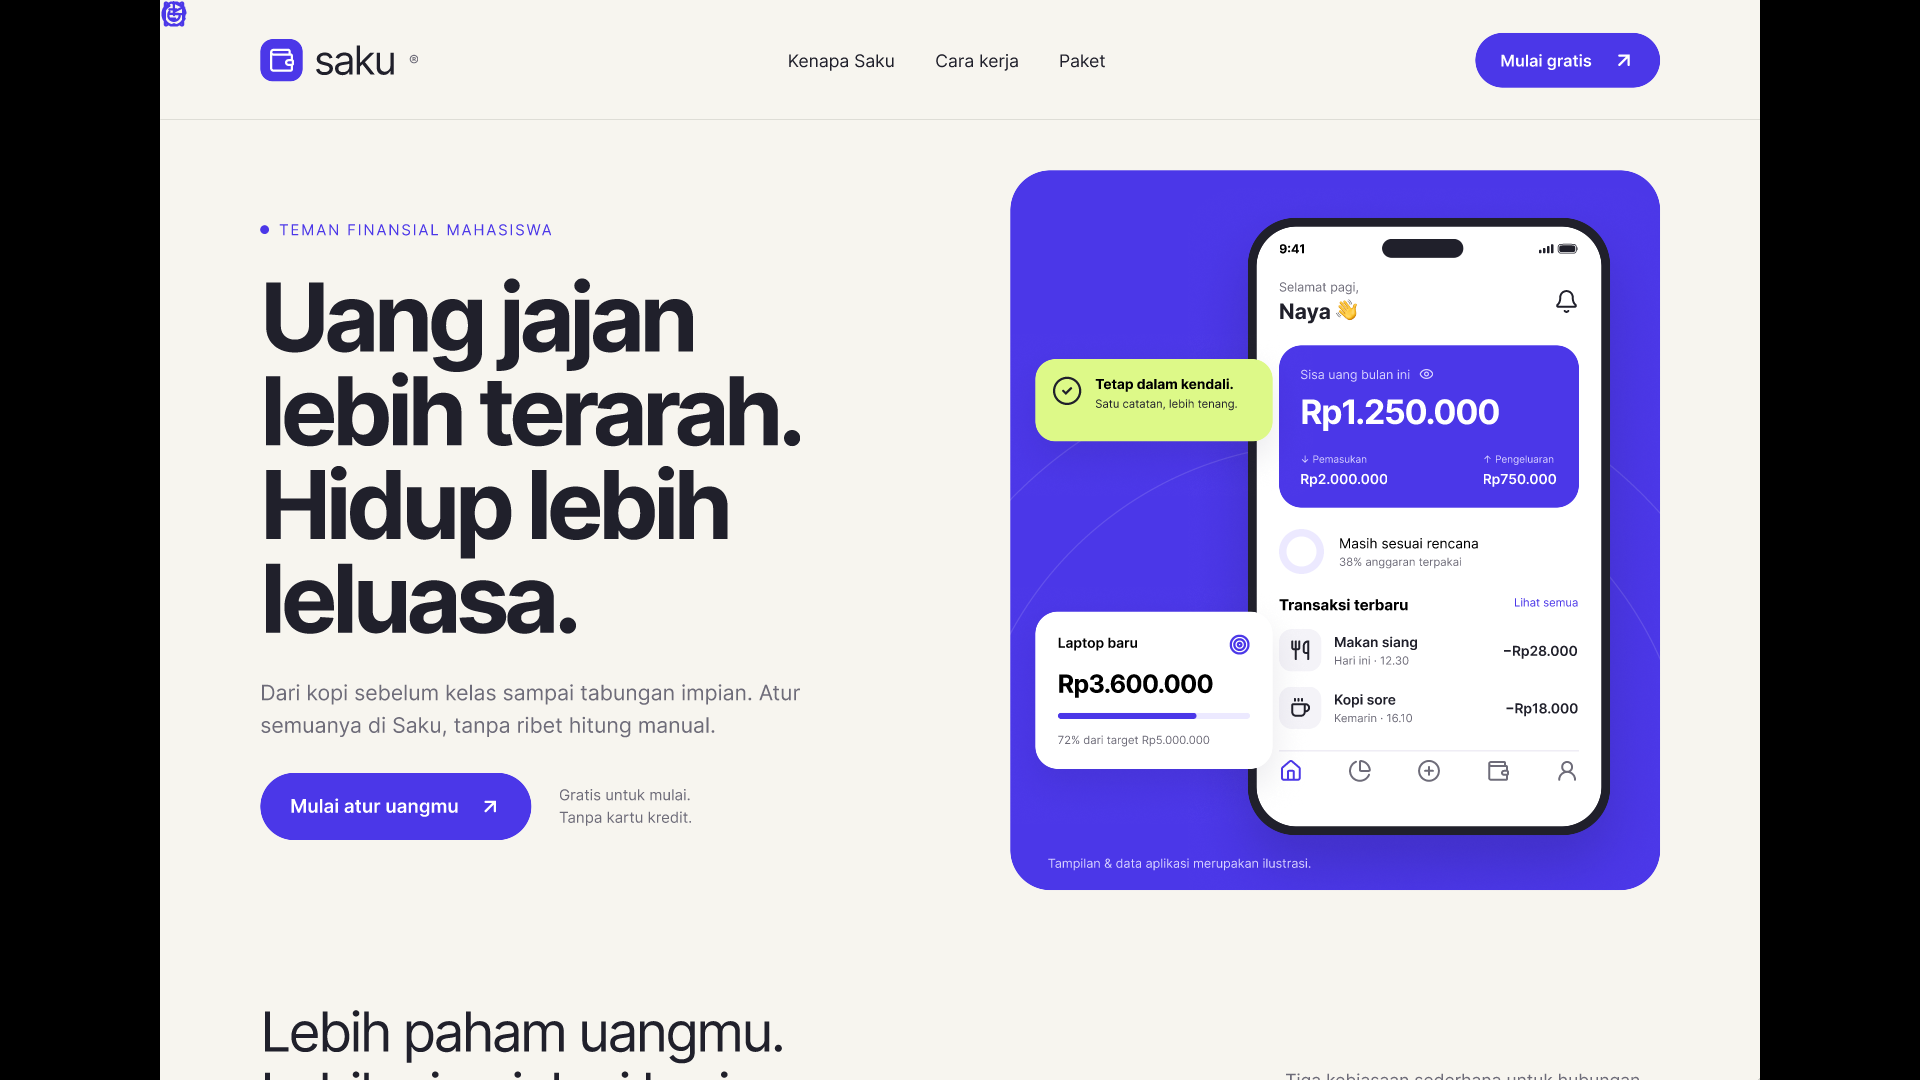 saku ®
Kenapa Saku
Cara kerja
Paket
Mulai gratis
TEMAN FINANSIAL MAHASISWA
Uang jajan
lebih terarah.
Hidup lebih
leluasa.
Dari kopi sebelum kelas sampai tabungan impian. Atur
semuanya di Saku, tanpa ribet hitung manual.
Mulai atur uangmu
Gratis untuk mulai.
Tanpa kartu kredit.
9:41
Selamat pagi,
Naya 👋
Tetap dalam kendali.
Satu catatan, lebih tenang.
Sisa uang bulan ini
Rp1.250.000
↓ Pemasukan
Rp2.000.000
↑ Pengeluaran
Rp750.000
Masih sesuai rencana
38% anggaran terpakai
Transaksi terbaru
Lihat semua
Makan siang
Hari ini · 12.30
−Rp28.000
Kopi sore
Kemarin · 16.10
−Rp18.000
Laptop baru
Rp3.600.000
72% dari target Rp5.000.000
Tampilan & data aplikasi merupakan ilustrasi.
Lebih paham uangmu.
Tiga kebiasaan sederhana untuk hubungan